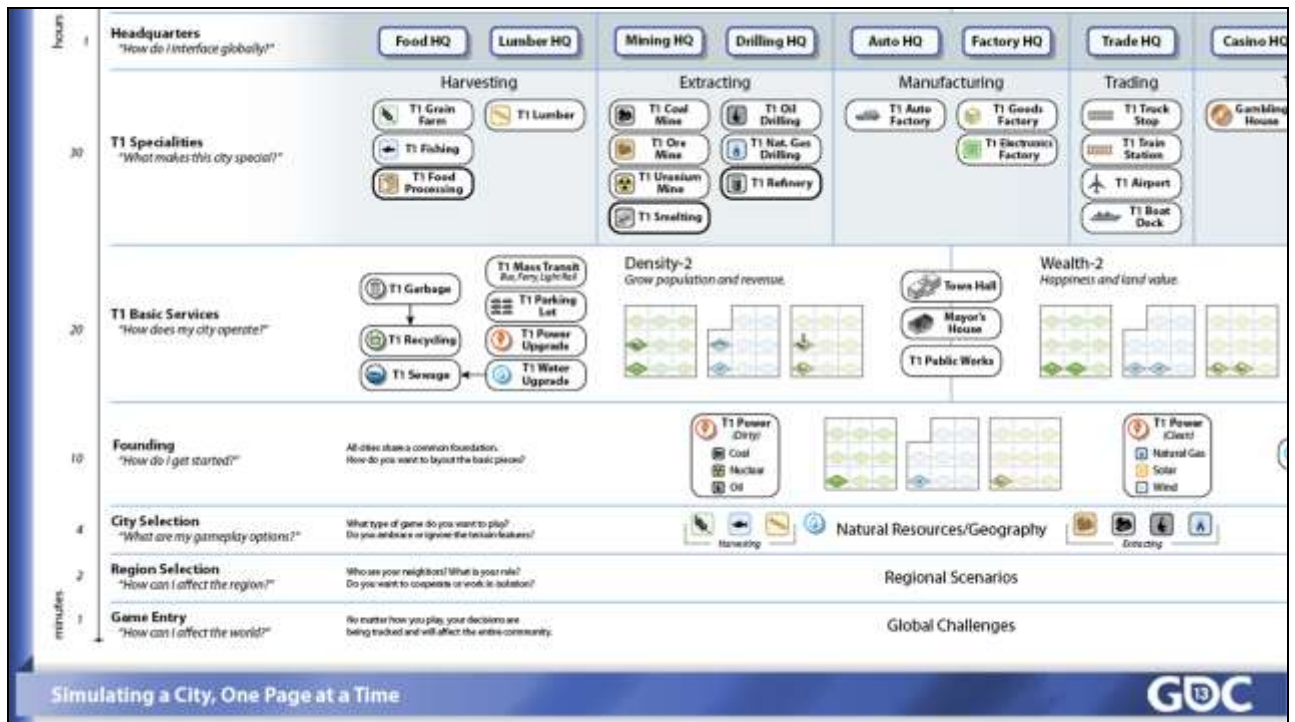 hours
1
Headquarters
"How do I interface globally?"
Food HQ
Lumber HQ
Mining HQ
Drilling HQ
Auto HQ
Factory HQ
Trade HQ
Casino HQ
Harvesting
Extracting
Manufacturing
Trading
T
30
T1 Specialities
"What makes this city special?"
T1 Grain
Farm
T1 Lumber
T1 Fishing
T1 Food
Processing
T1 Coal
Mine
T1 Oil
Drilling
T1 Ore
Mine
T1 Nat. Gas
Drilling
T1 Uranium
Mine
T1 Refinery
T1 Smelting
T1 Auto
Factory
T1 Goods
Factory
T1 Electronics
Factory
T1 Truck
Stop
T1 Train
Station
T1 Airport
T1 Boat
Dock
Gambling
House
20
T1 Basic Services
"How does my city operate?"
T1 Garbage
T1 Recycling
T1 Sewage
T1 Mass Transit
Bus, Ferry, Light Rail
T1 Parking
Lot
T1 Power
Upgrade
T1 Water
Ugprade
Density-2
Grow population and revenue.
Town Hall
Mayor's
House
T1 Public Works
Wealth-2
Happiness and land value.
10
Founding
"How do I get started?"
All cities share a common foundation.
How do you want to layout the basic pieces?
T1 Power
(Dirty)
Coal
Nuclear
Oil
T1 Power
(Clean)
Natural Gas
Solar
Wind
4
City Selection
"What are my gameplay options?"
What type of game do you want to play?
Do you embrace or ignore the terrain features?
Harvesting
Natural Resources/Geography
Extracting
2
Region Selection
"How can I affect the region?"
Who are your neighbors? What is your role?
Do you want to cooperate or work in isolation?
Regional Scenarios
minutes
1
Game Entry
"How can I affect the world?"
No matter how you play, your decisions are
being tracked and will affect the entire community.
Global Challenges
Simulating a City, One Page at a Time
GDC
13